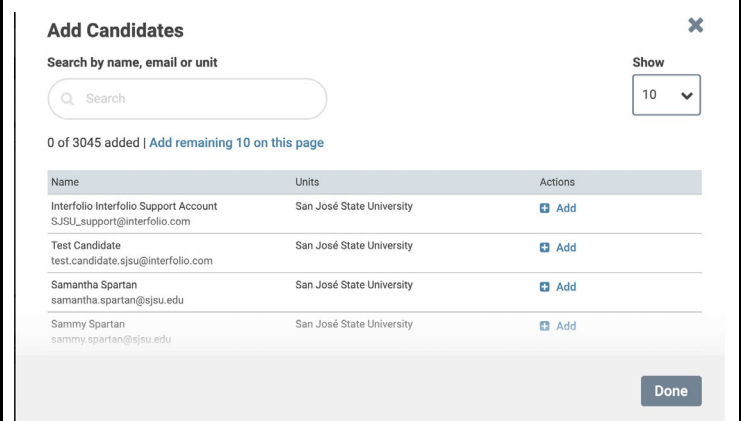 Add Candidates
Search by name, email or unit
Show
Search
10
0 of 3045 added | Add remaining 10 on this page
Name Units Actions
Interfolio Interfolio Support Account San José State University Add
SJSU_support@interfolio.com
Test Candidate San José State University Add
test.candidate.sjsu@interfolio.com
Samantha Spartan San José State University Add
samantha.spartan@sjsu.edu
Sammy Spartan San José State University Add
sammy.spartan@sjsu.edu
Done